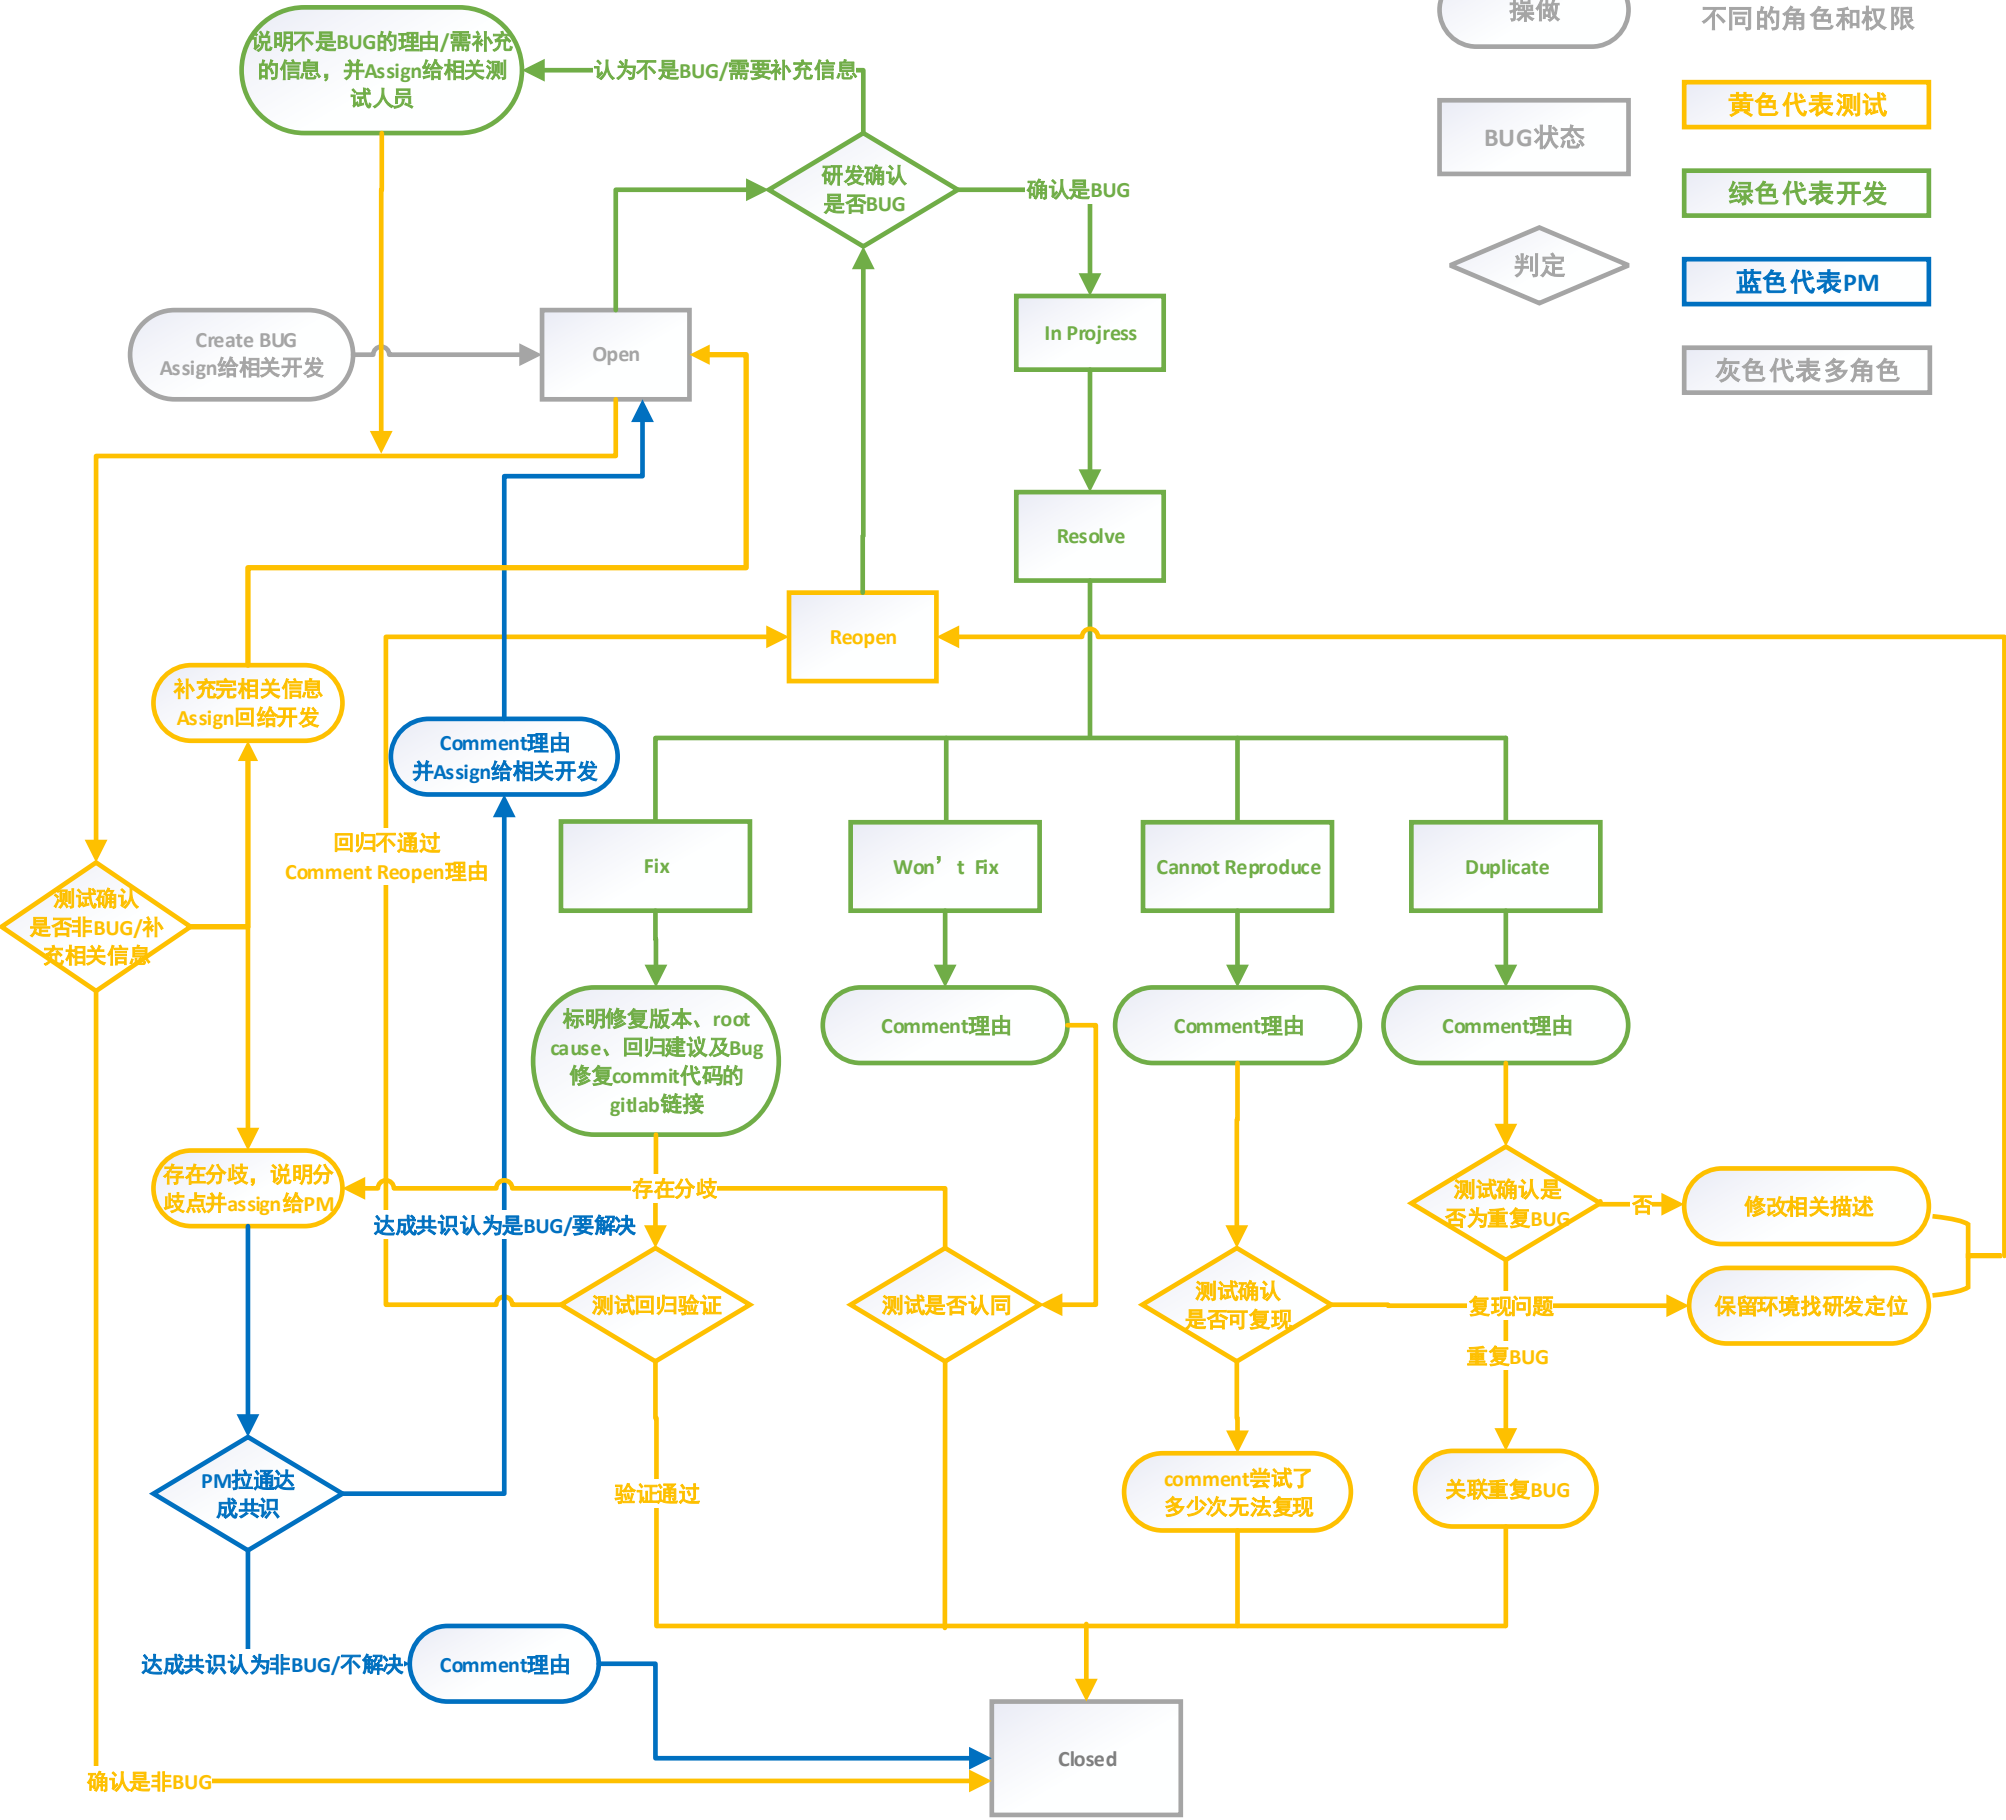 操做
不同的角色和权限
说明不是BUG的理由/需补充
的信息，并Assign给相关测
试人员
认为不是BUG/需要补充信息
黄色代表测试
BUG状态
研发确认
是否BUG
确认是BUG
绿色代表开发
判定
蓝色代表PM
Create BUG
Assign给相关开发
Open
In Projress
灰色代表多角色
Resolve
Reopen
补充完相关信息
Assign回给开发
Comment理由
并Assign给相关开发
回归不通过
Comment Reopen理由
Fix
Won’t Fix
Cannot Reproduce
Duplicate
测试确认
是否非BUG/补
充相关信息
标明修复版本、root
cause、回归建议及Bug
修复commit代码的
gitlab链接
Comment理由
Comment理由
Comment理由
存在分歧，说明分
歧点并assign给PM
存在分歧
测试确认是
否为重复BUG
否
修改相关描述
达成共识认为是BUG/要解决
测试回归验证
测试是否认同
测试确认
是否可复现
复现问题
保留环境找研发定位
重复BUG
PM拉通达
成共识
验证通过
comment尝试了
多少次无法复现
关联重复BUG
达成共识认为非BUG/不解决
Comment理由
Closed
确认是非BUG